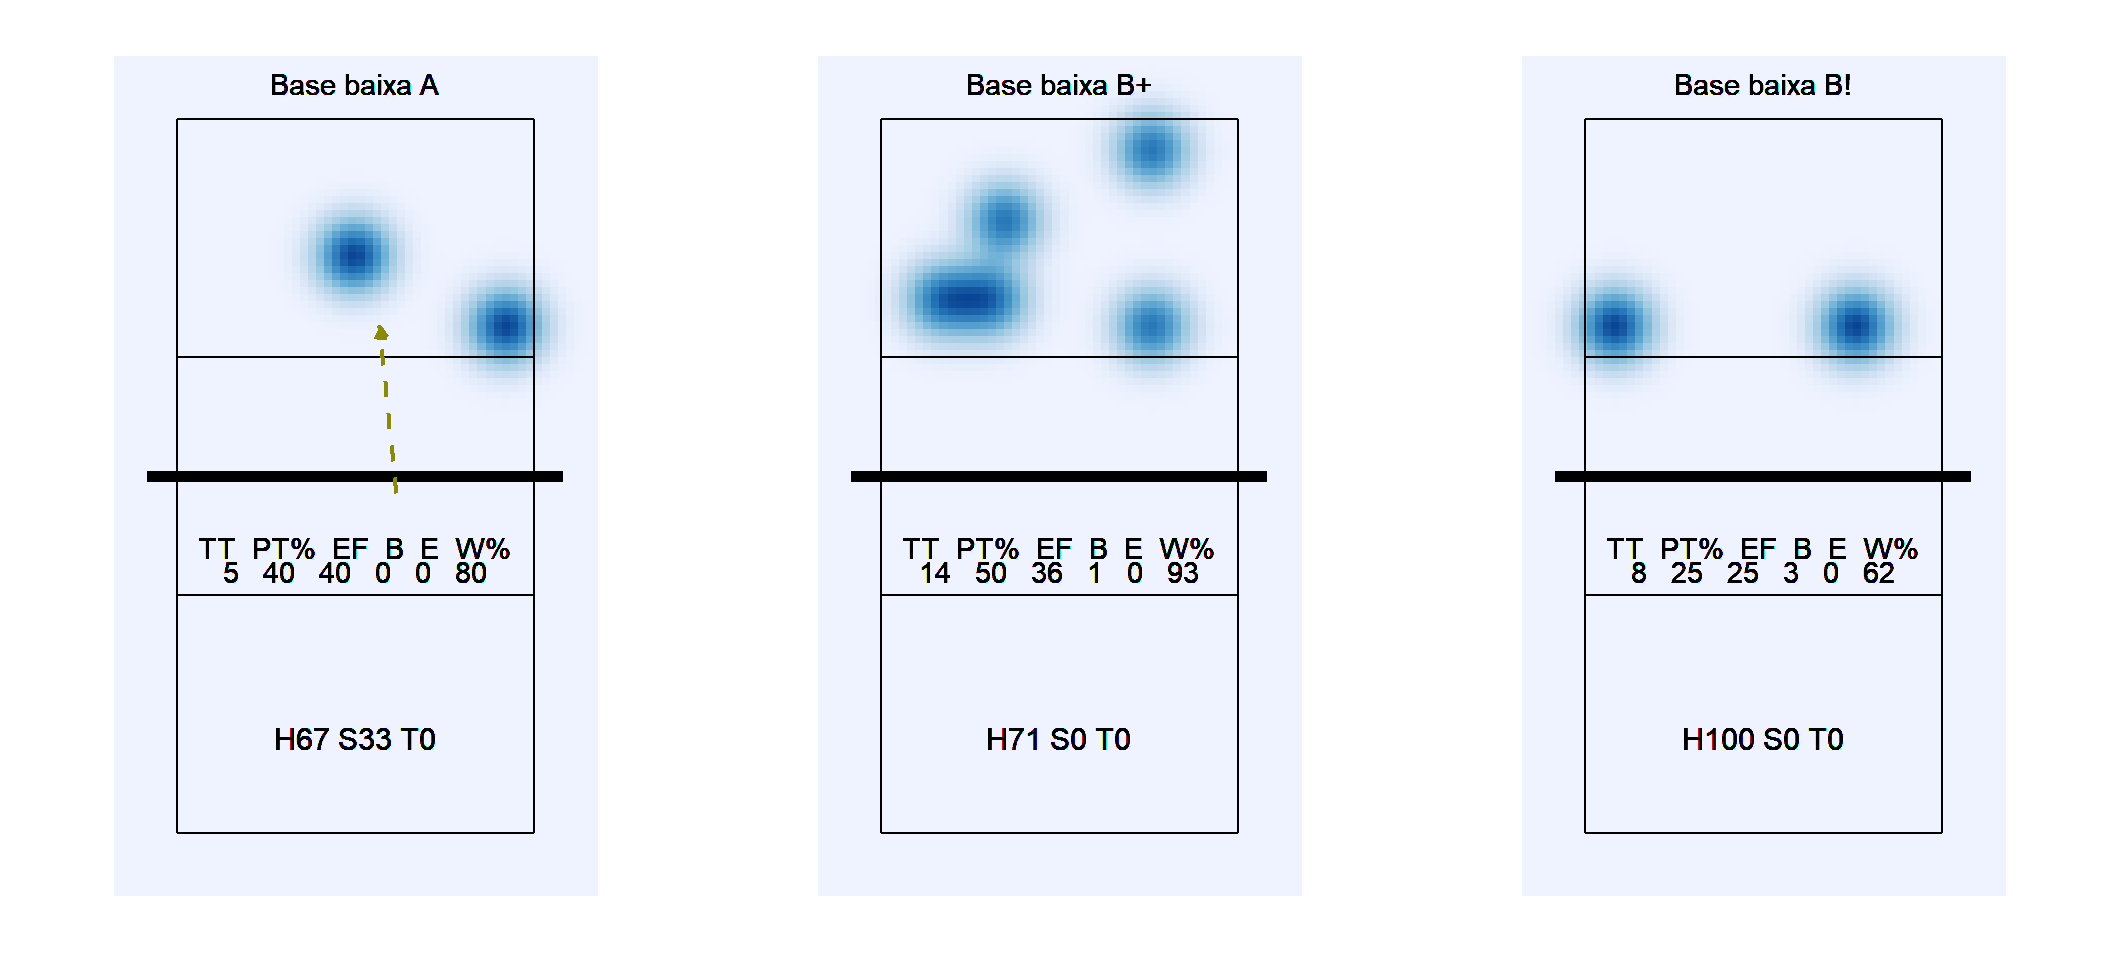 Base baixa A
TT PT% EF B E W%
5 40 40 0 0 80
H67 S33 T0
Base baixa B+
TT PT% EF B E W%
14 50 36 1 0 93
H71 S0 T0
Base baixa B!
TT PT% EF B E W%
8 25 25 3 0 62
H100 S0 T0